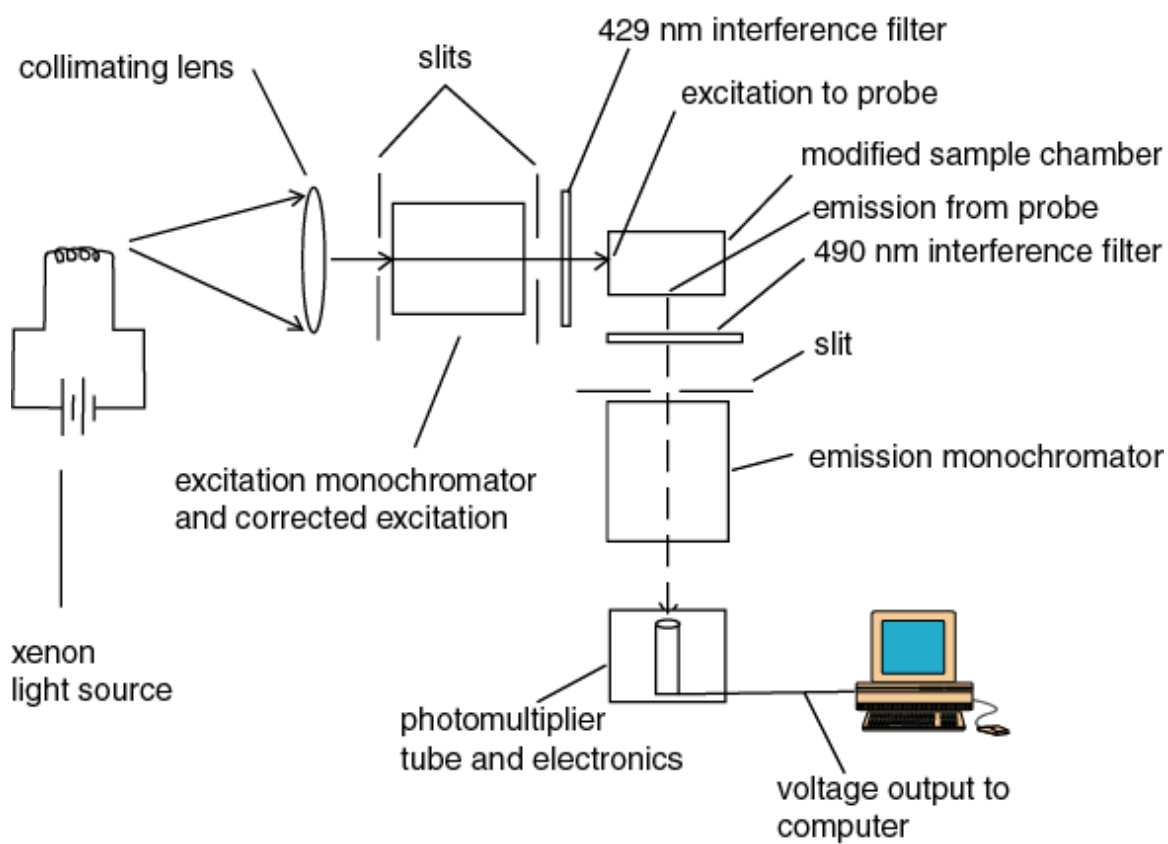 429 nm interference filter
collimating lens
slits
excitation to probe
modified sample chamber
emission from probe
490 nm interference filter
slit
emission monochromator
excitation monochromator
and corrected excitation
xenon
light source
photomultiplier
tube and electronics
voltage output to
computer